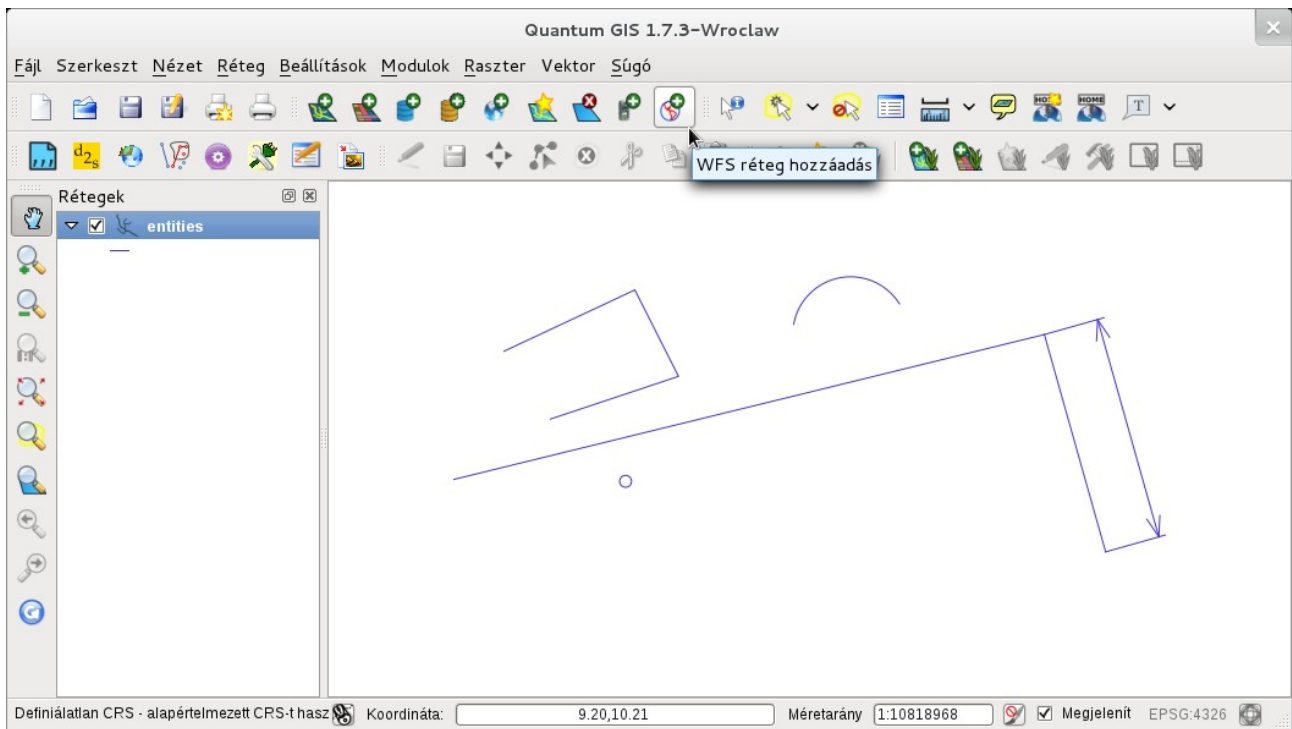 Quantum GIS 1.7.3-Wroclaw
Fájl Szerkeszt Nézet Réteg Beállítások Modulok Raszter Vektor Súgó
WFS réteg hozzáadás
Rétegek
entities
Definiálatlan CRS - alapértelmezett CRS-t hasz Koordináta: 9.20,10.21 Méretarány 1:10818968 Megjelenít EPSG:4326